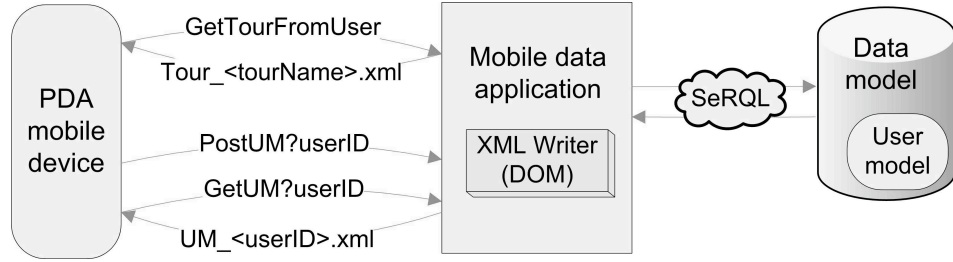 PDA
mobile
device
GetTourFromUser
Tour_<tourName>.xml
PostUM?userID
GetUM?userID
UM_<userID>.xml
Mobile data
application
XML Writer
(DOM)
SeRQL
Data
model
User
model